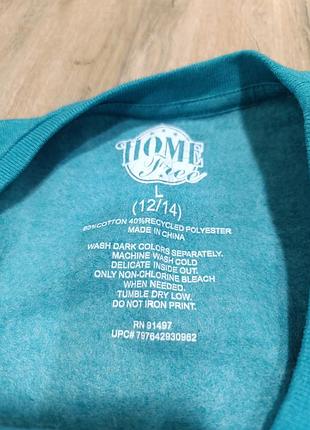 HOME
Free
L
(12/14)
60%COTTON 40%RECYCLED POLYESTER
MADE IN CHINA
WASH DARK COLORS SEPARATELY.
MACHINE WASH COLD
DELICATE INSIDE OUT.
ONLY NON-CHLORINE BLEACH
WHEN NEEDED.
TUMBLE DRY LOW.
DO NOT IRON PRINT.
RN 91497
UPC# 797642930962